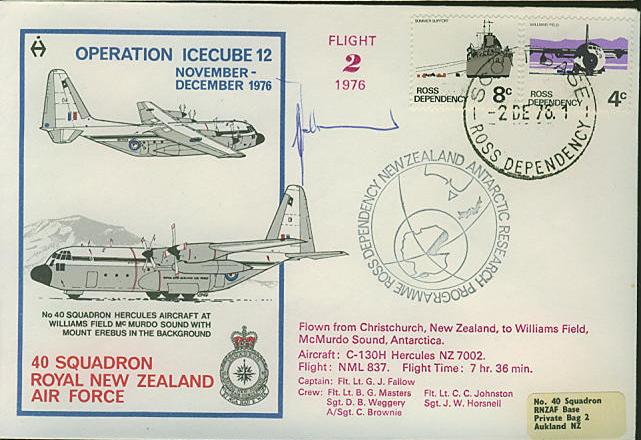 OPERATION ICECUBE 12
NOVEMBER-
DECEMBER 1976
FLIGHT
2
1976
SUMMER SUPPORT
ROSS
DEPENDENCY
8c
WILLIAMS FIELD
ROSS
DEPENDENCY
4c
-2 DE 76.1
ROSS DEPENDENCY
NEW ZEALAND ANTARCTIC RESEARCH PROGRAMME ROSS DEPENDENCY
No 40 SQUADRON HERCULES AIRCRAFT AT
WILLIAMS FIELD McMURDO SOUND WITH
MOUNT EREBUS IN THE BACKGROUND
40 SQUADRON
ROYAL NEW ZEALAND
AIR FORCE
Flown from Christchurch, New Zealand, to Williams Field,
McMurdo Sound, Antarctica.
Aircraft: C-130H Hercules NZ 7002.
Flight: NML 837. Flight Time: 7 hr. 36 min.
Captain: Flt. Lt. G. J. Fallow
Crew: Flt. Lt B. G. Masters Flt. Lt C. C. Johnston
Sgt. D. B. Waggery Sgt. J. W. Horsnell
A/Sgt. C. Brownie
No. 40 Squadron
RNZAF Base
Private Bag 2
Aukland NZ